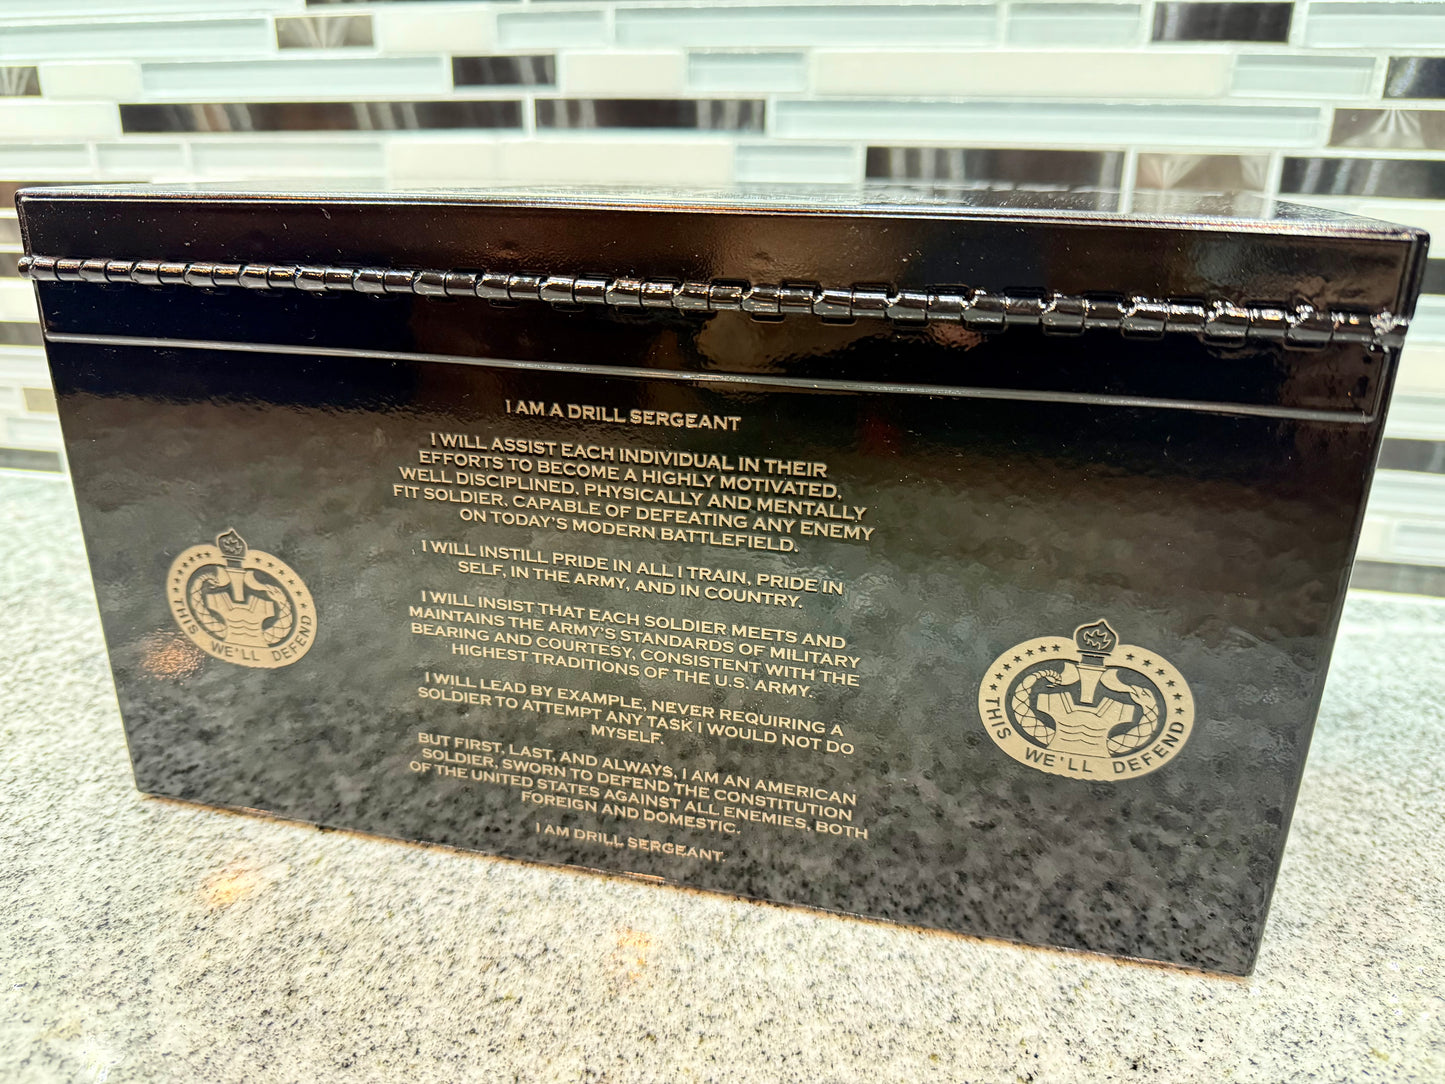 I AM A DRILL SERGEANT
I WILL ASSIST EACH INDIVIDUAL IN THEIR
EFFORTS TO BECOME A HIGHLY MOTIVATED,
WELL DISCIPLINED, PHYSICALLY AND MENTALLY
FIT SOLDIER, CAPABLE OF DEFEATING ANY ENEMY
ON TODAY'S MODERN BATTLEFIELD.
I WILL INSTILL PRIDE IN ALL I TRAIN, PRIDE IN
SELF, IN THE ARMY, AND IN COUNTRY.
I WILL INSIST THAT EACH SOLDIER MEETS AND
MAINTAINS THE ARMY'S STANDARDS OF MILITARY
BEARING AND COURTESY, CONSISTENT WITH THE
HIGHEST TRADITIONS OF THE U.S. ARMY.
I WILL LEAD BY EXAMPLE, NEVER REQUIRING A
SOLDIER TO ATTEMPT ANY TASK I WOULD NOT DO
MYSELF.
BUT FIRST, LAST, AND ALWAYS, I AM AN AMERICAN
SOLDIER, SWORN TO DEFEND THE CONSTITUTION
OF THE UNITED STATES AGAINST ALL ENEMIES, BOTH
FOREIGN AND DOMESTIC.
I AM DRILL SERGEANT.
THIS WE'LL DEFEND
THIS WE'LL DEFEND